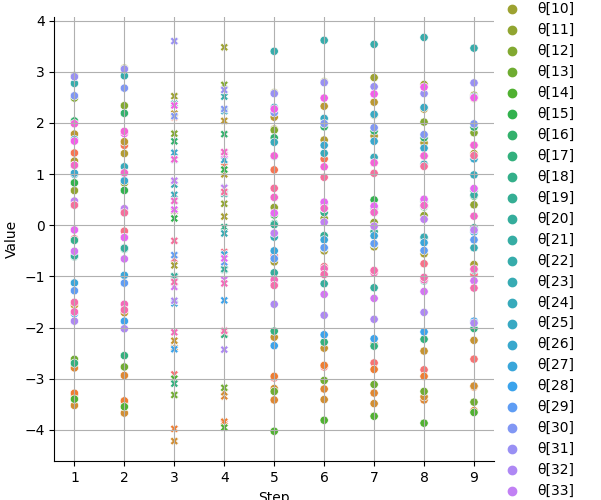 4
3
2
1
0
−1
−2
−3
−4
Value
1 2 3 4 5 6 7 8 9
Step
θ[10]
θ[11]
θ[12]
θ[13]
θ[14]
θ[15]
θ[16]
θ[17]
θ[18]
θ[19]
θ[20]
θ[21]
θ[22]
θ[23]
θ[24]
θ[25]
θ[26]
θ[27]
θ[28]
θ[29]
θ[30]
θ[31]
θ[32]
θ[33]